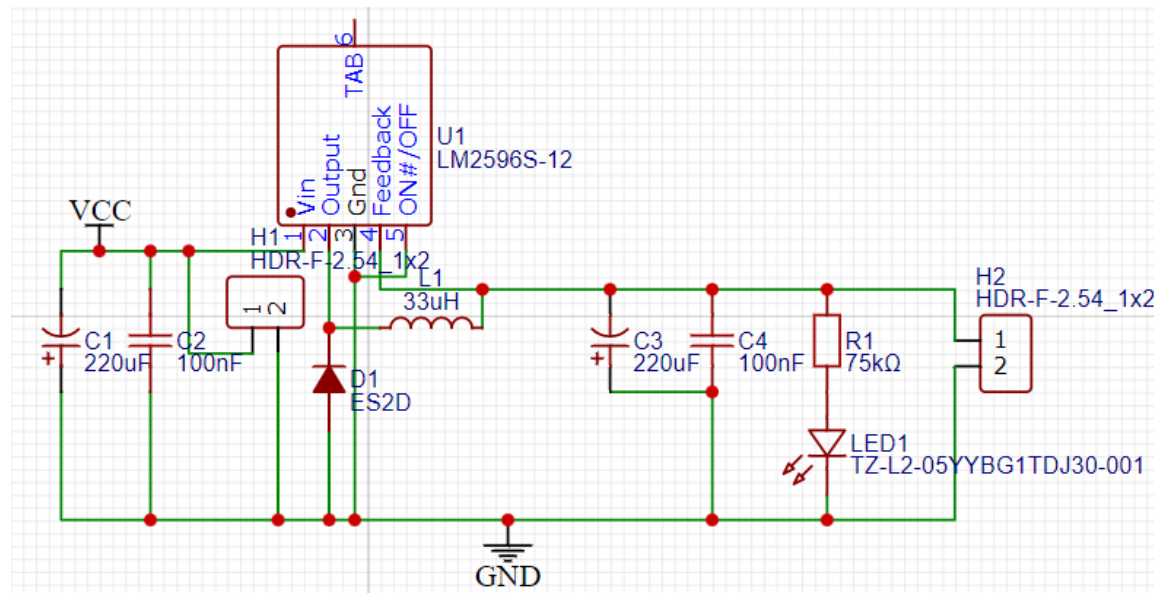 6
TAB
Vin
Output
Gnd
Feedback
ON#/OFF
U1
LM2596S-12
1
2
3
4
5
VCC
H1
HDR-F-2.54_1x2
1
2
L1
33uH
H2
HDR-F-2.54_1x2
1
2
+
C1
220uF
C2
100nF
D1
ES2D
+
C3
220uF
C4
100nF
R1
75kΩ
LED1
TZ-L2-05YYBG1TDJ30-001
GND